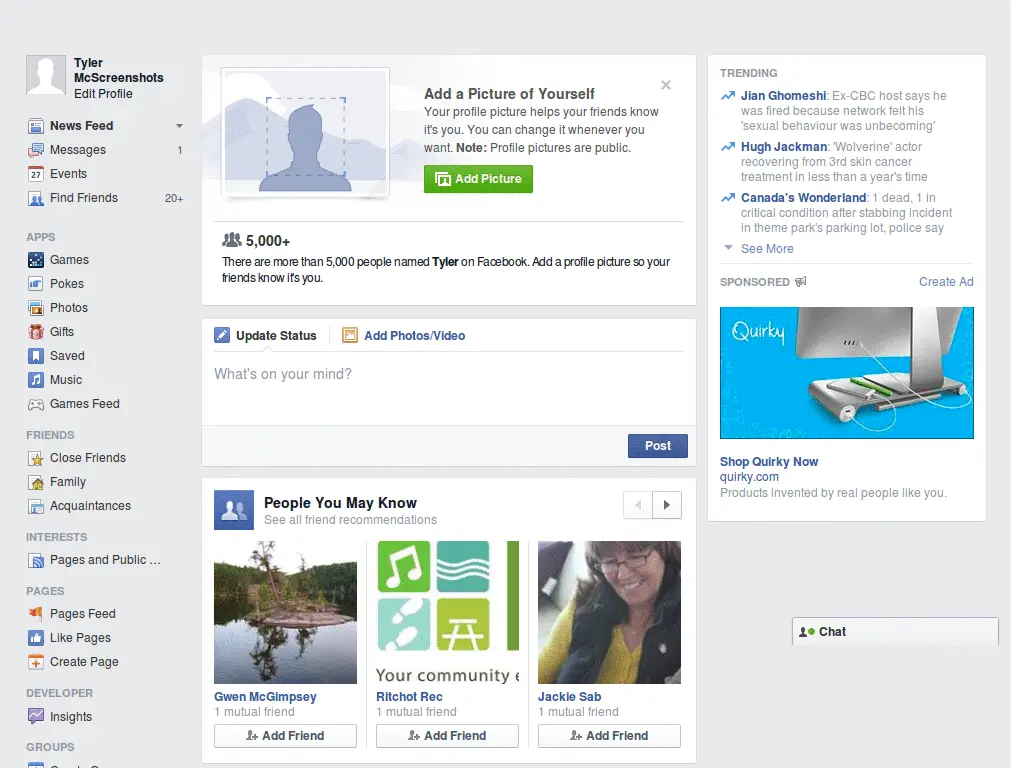 Tyler
McScreenshots
Edit Profile
News Feed
Messages 1
27 Events
Find Friends 20+
APPS
Games
Pokes
Photos
Gifts
Saved
Music
Games Feed
FRIENDS
Close Friends
Family
Acquaintances
INTERESTS
Pages and Public ...
PAGES
Pages Feed
Like Pages
Create Page
DEVELOPER
Insights
GROUPS
Add a Picture of Yourself
Your profile picture helps your friends know
it's you. You can change it whenever you
want. Note: Profile pictures are public.
Add Picture
5,000+
There are more than 5,000 people named Tyler on Facebook. Add a profile picture so your
friends know it's you.
Update Status Add Photos/Video
What's on your mind?
Post
People You May Know
See all friend recommendations
Your community e
Gwen McGimpsey Ritchot Rec Jackie Sab
1 mutual friend 1 mutual friend 1 mutual friend
Add Friend Add Friend Add Friend
TRENDING
Jian Ghomeshi: Ex-CBC host says he
was fired because network felt his
'sexual behaviour was unbecoming'
Hugh Jackman: 'Wolverine' actor
recovering from 3rd skin cancer
treatment in less than a year's time
Canada's Wonderland: 1 dead, 1 in
critical condition after stabbing incident
in theme park's parking lot, police say
See More
SPONSORED Create Ad
Quirky
Shop Quirky Now
quirky.com
Products invented by real people like you.
Chat